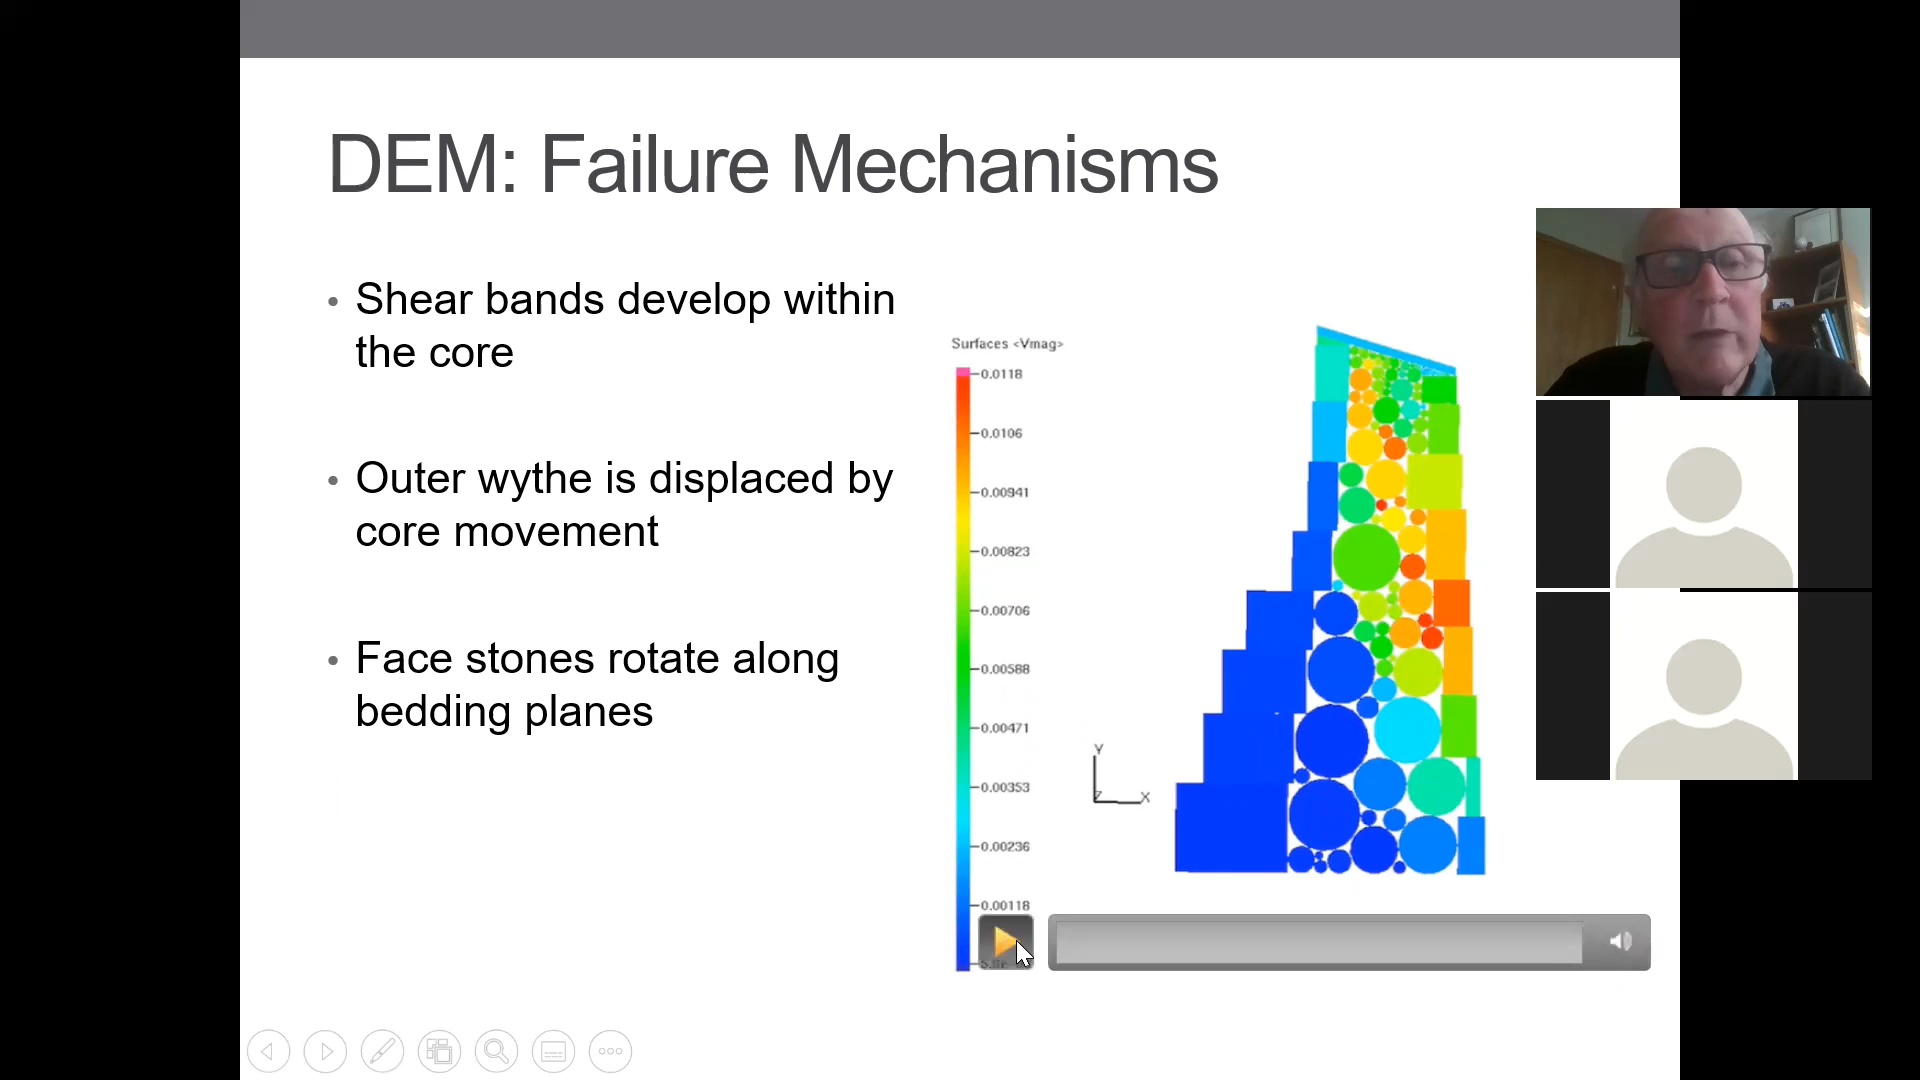 DEM: Failure Mechanisms
• Shear bands develop within
the core
• Outer wythe is displaced by
core movement
• Face stones rotate along
bedding planes
Surfaces <Vmag>
0.0118
0.0106
0.00941
0.00823
0.00706
0.00588
0.00471
0.00353
0.00236
0.00118
Y
Z
X